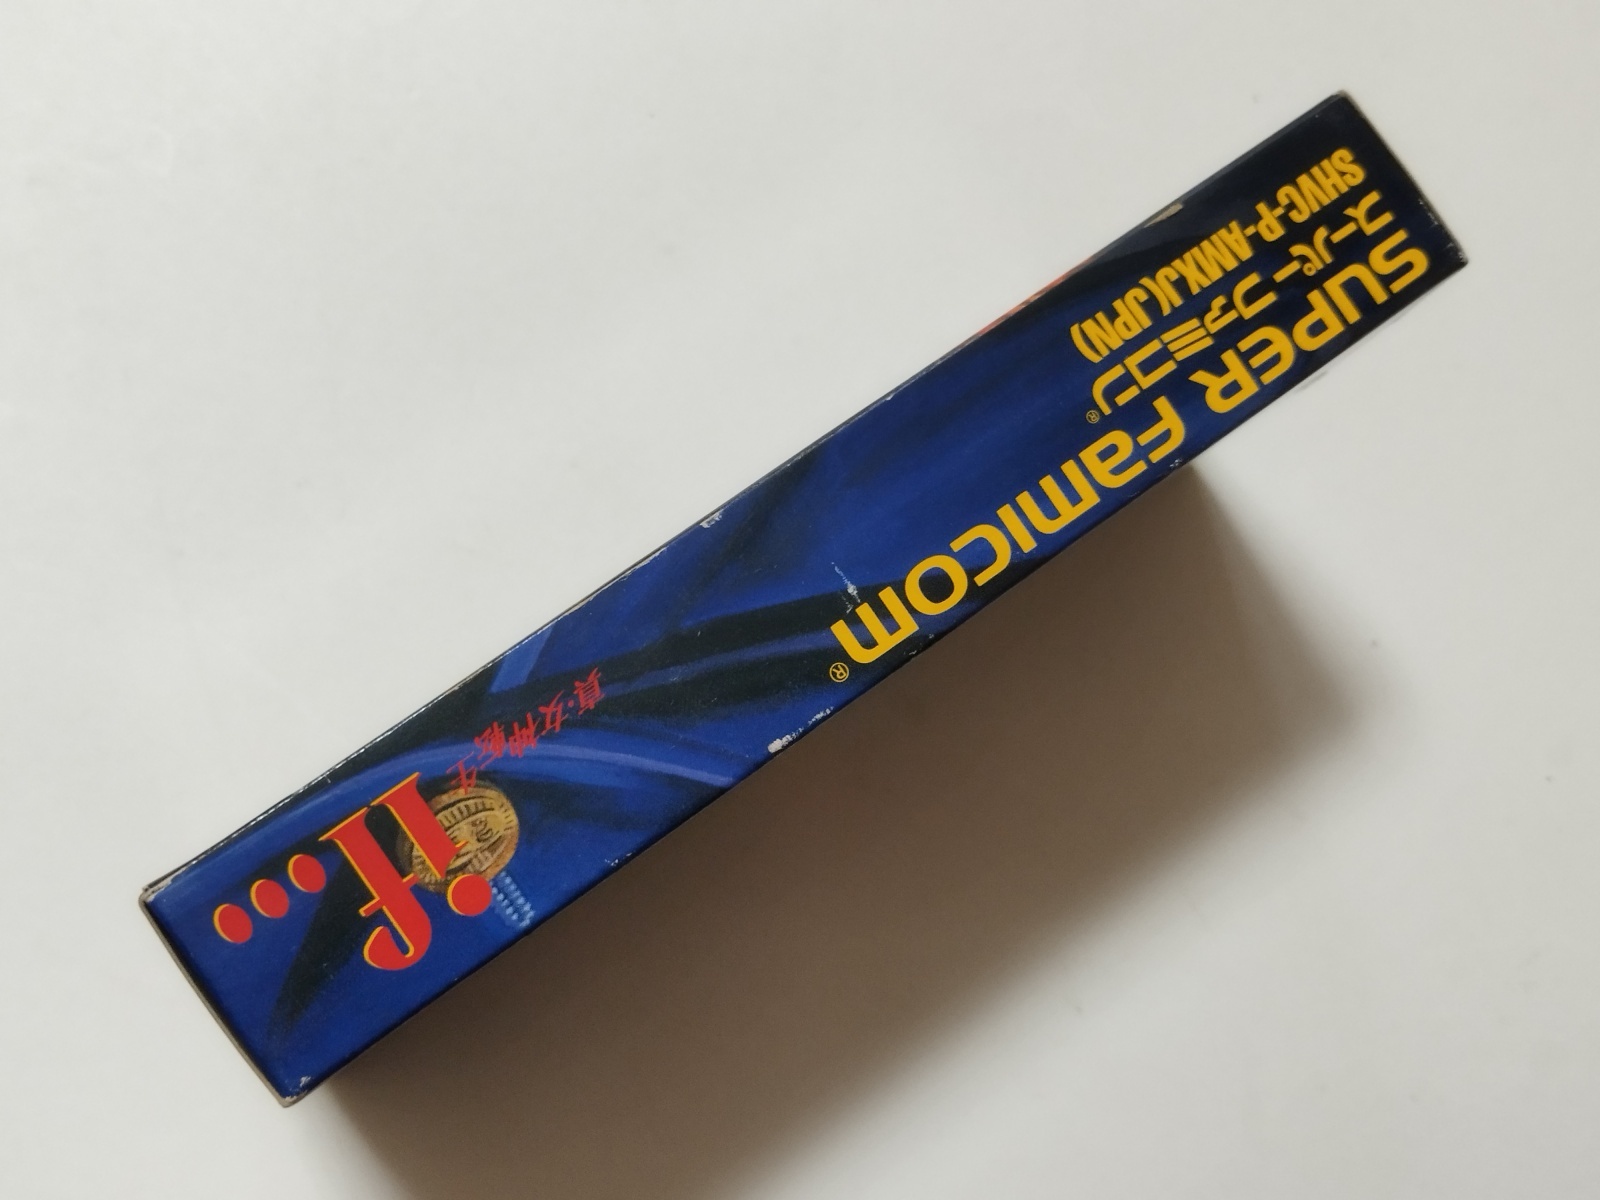 SUPER Famicom®
スーパーファミコン®
SHVC-P-AMXJ(JPN)
真・女神転生
if...